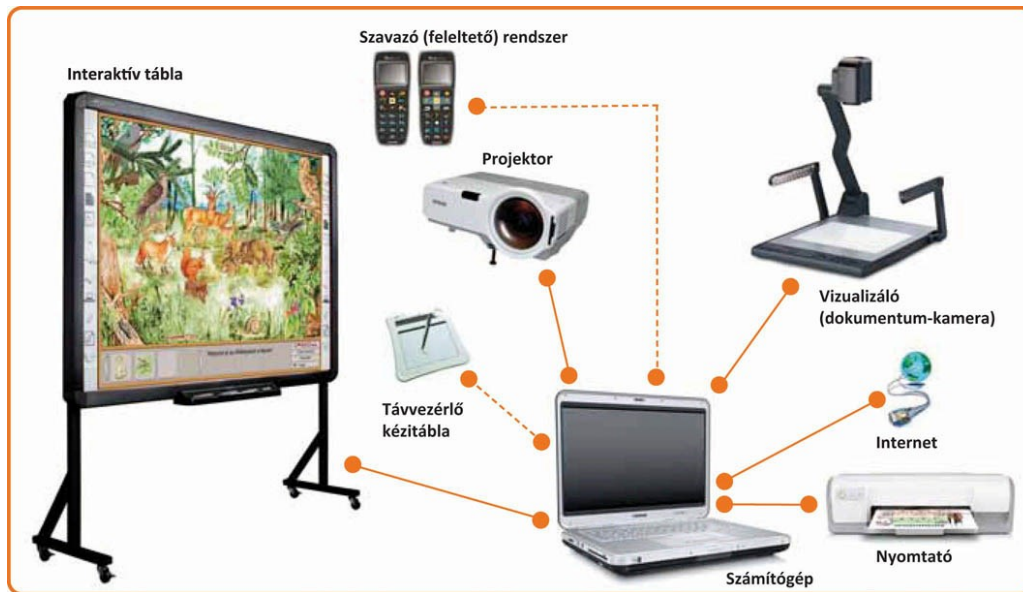 Szavazó (feleltető) rendszer
Interaktív tábla
Projektor
Vizualizáló
(dokumentum-kamera)
Távvezérlő
kézitábla
Internet
Nyomtató
Számítógép